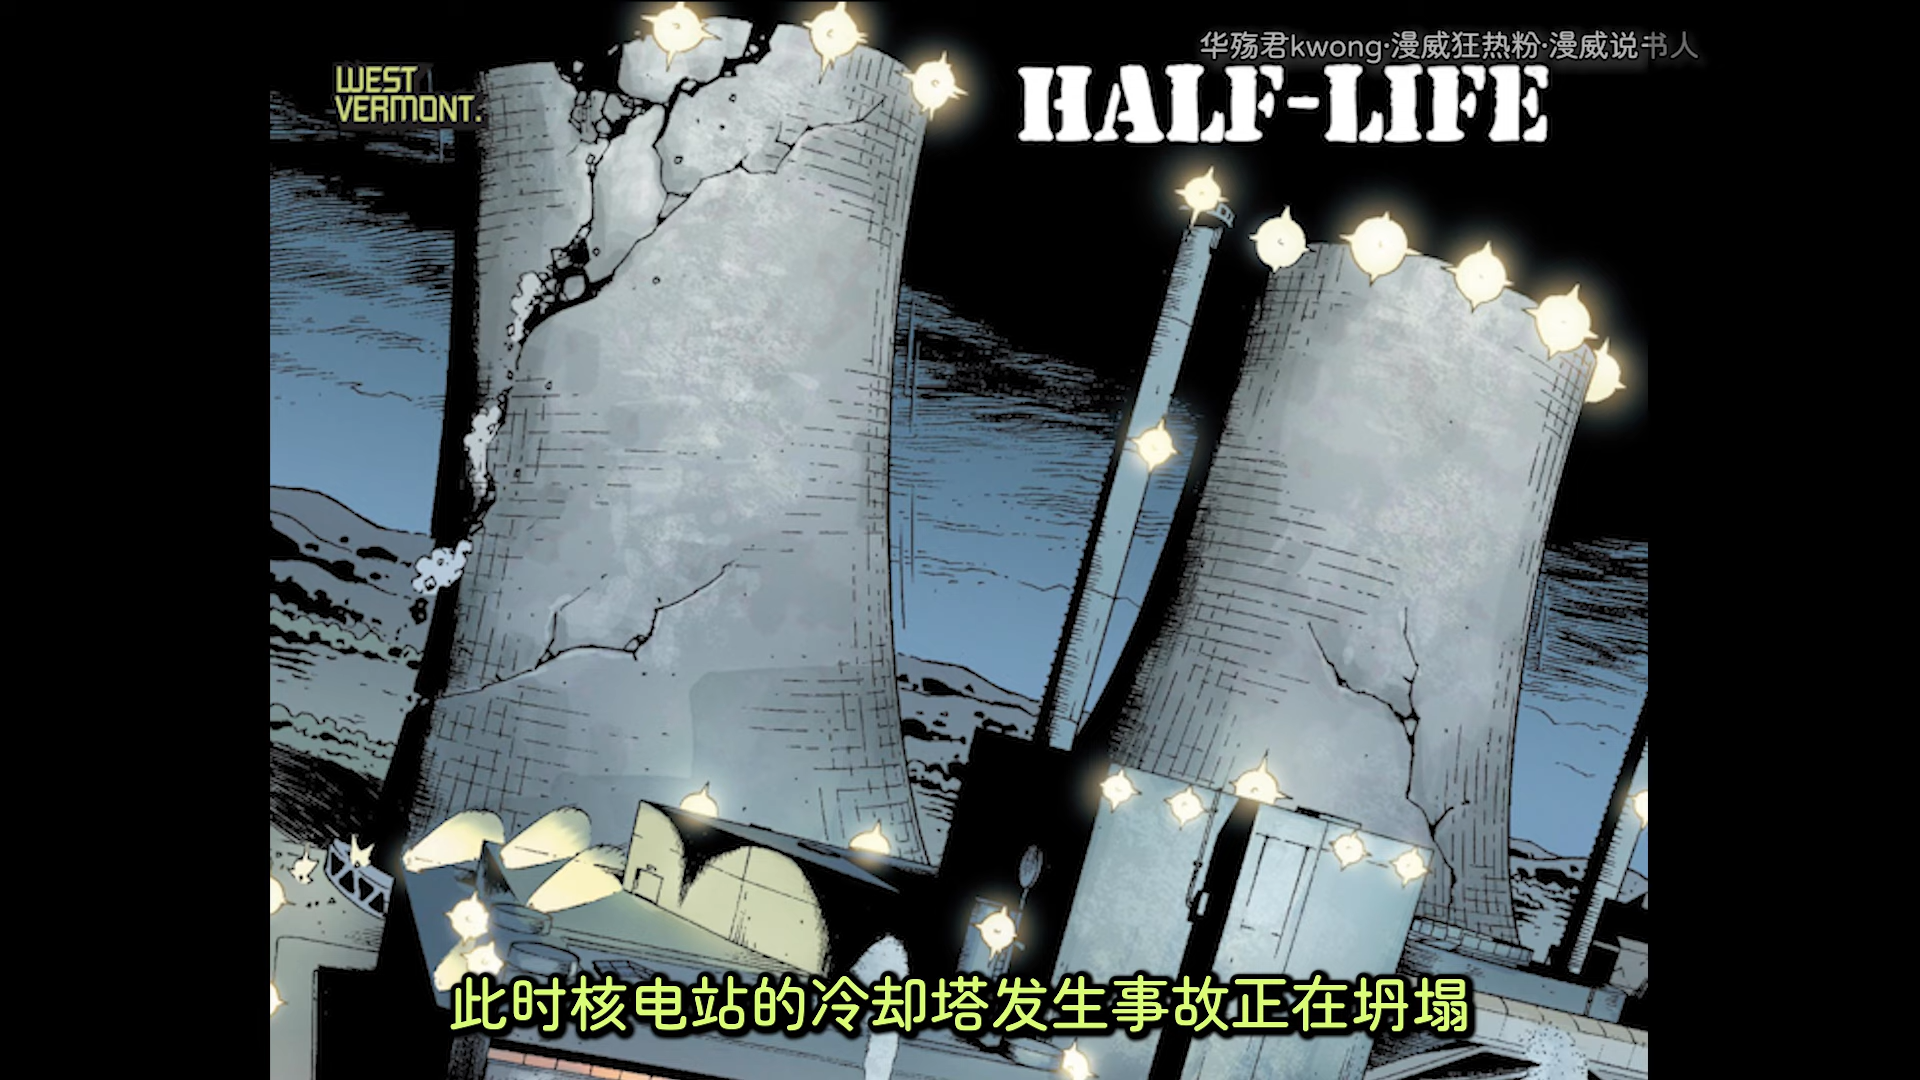 华殇君kwong·漫威狂热粉·漫威说书人
WEST
VERMONT.
HALF-LIFE
此时核电站的冷却塔发生事故正在坍塌